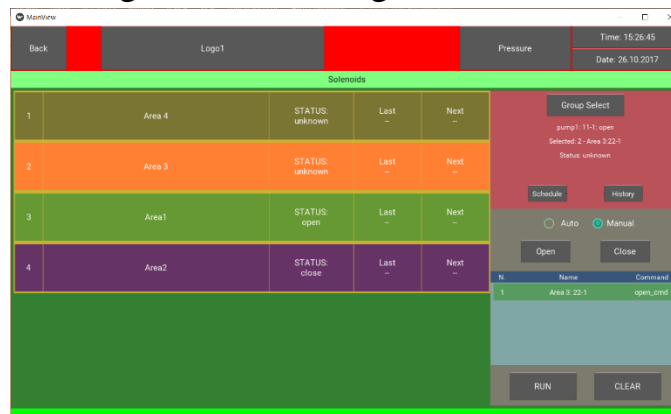 MainView
Back
Logo1
Pressure
Time: 15:26:45
Date: 26.10.2017
Solenoids
1 Area 4 STATUS: unknown Last -- Next --
2 Area 3 STATUS: unknown Last -- Next --
3 Area1 STATUS: open Last -- Next --
4 Area2 STATUS: close Last -- Next --
Group Select
pump1: 11-1: open
Selected: 2 - Area 3:22-1
Status: unknown
Schedule History
Auto Manual
Open Close
N. Name Command
1 Area 3: 22-1 open_cmd
RUN CLEAR